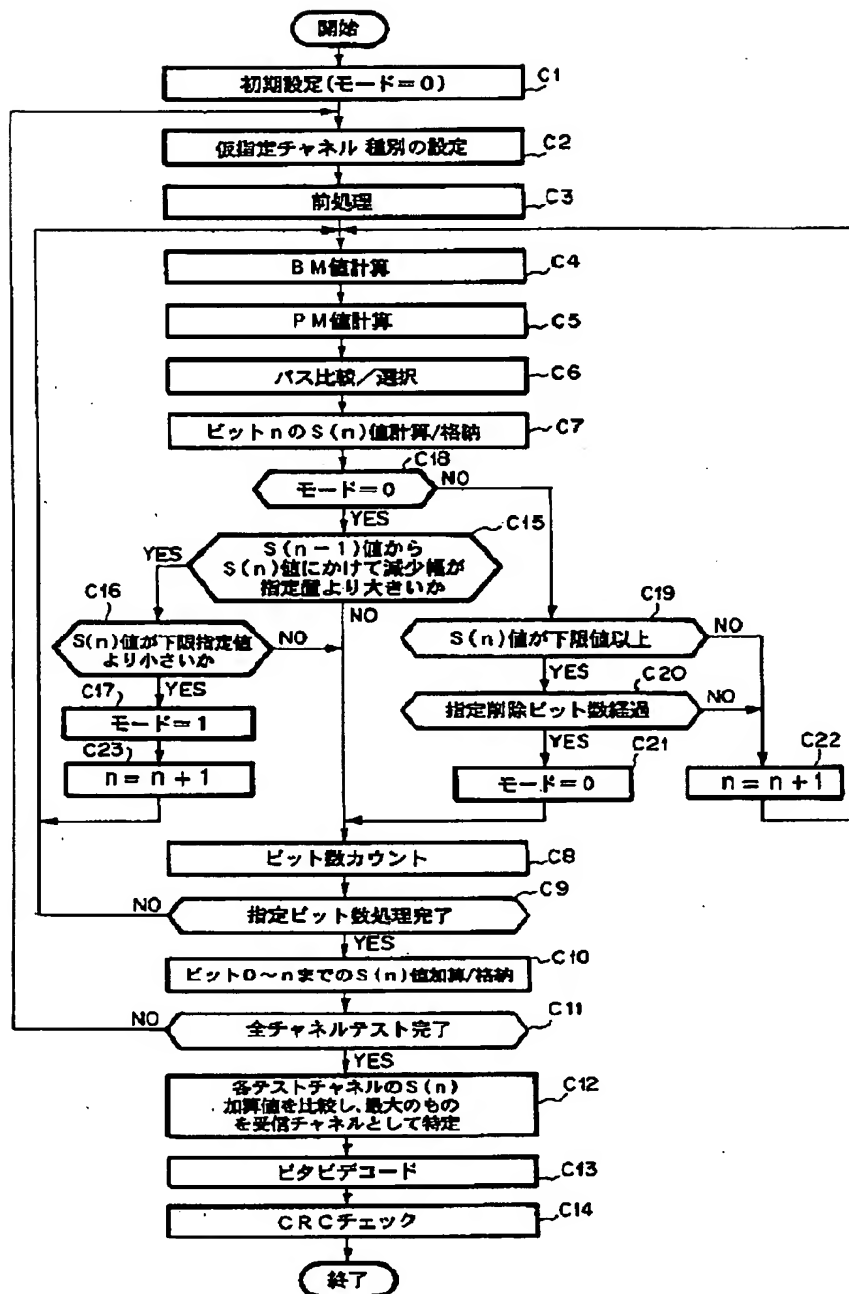 開始
初期設定(モード=0)
C1
仮指定チャネル 種別の設定
C2
前処理
C3
BM値計算
C4
PM値計算
C5
パス比較/選択
C6
ビットnのS(n)値計算/格納
C7
モード=0
C18
NO
YES
S(n-1)値から
S(n)値にかけて減少幅が
指定値より大きいか
C15
YES
NO
C16
S(n)値が下限指定値
より小さいか
NO
YES
C19
S(n)値が下限値以上
NO
YES
C17
モード=1
C20
指定削除ビット数経過
NO
YES
C23
n=n+1
C21
モード=0
C22
n=n+1
ビット数カウント
C8
C9
NO
指定ビット数処理完了
YES
C10
ビット0~nまでのS(n)値加算/格納
NO
全チャネルテスト完了
C11
YES
各テストチャネルのS(n)
加算値を比較し、最大のもの
を受信チャネルとして特定
C12
ビタビデコード
C13
CRCチェック
C14
終了